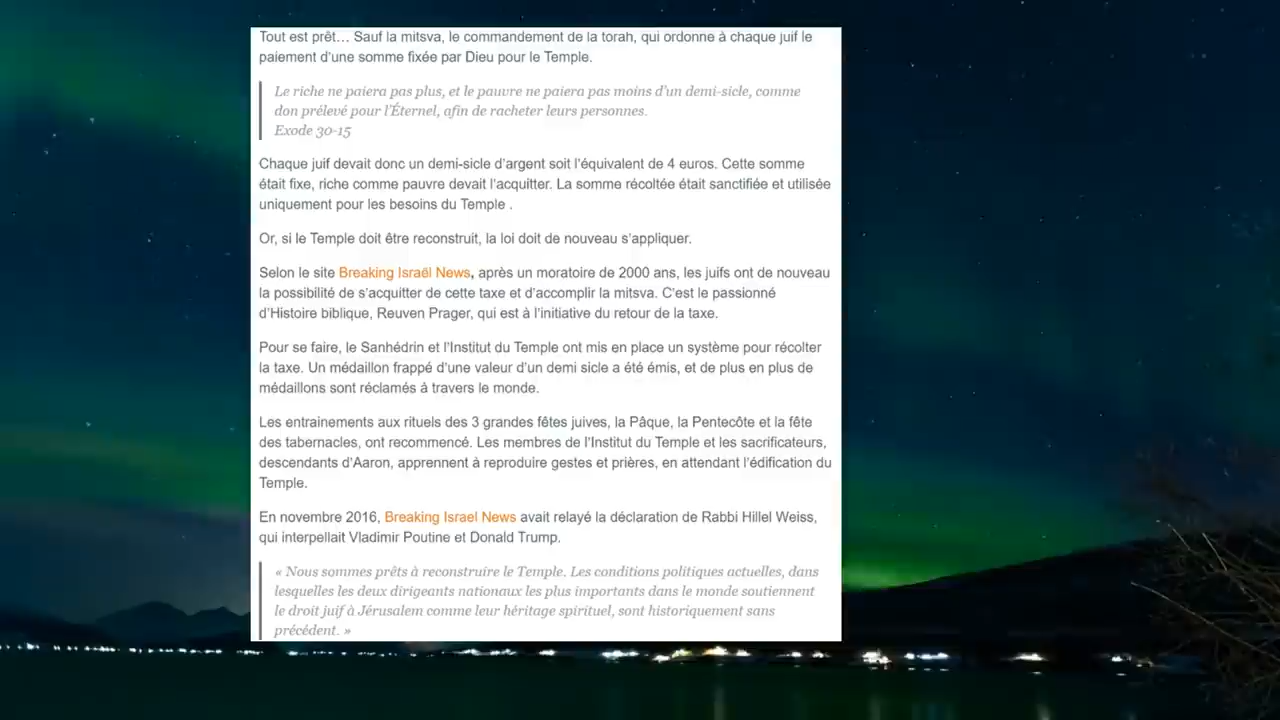 Tout est prêt… Sauf la mitsva, le commandement de la torah, qui ordonne à chaque juif le
paiement d'une somme fixée par Dieu pour le Temple.
Le riche ne paiera pas plus, et le pauvre ne paiera pas moins d'un demi-sicle, comme
don prélevé pour l'Éternel, afin de racheter leurs personnes.
Exode 30-15
Chaque juif devait donc un demi-sicle d'argent soit l'équivalent de 4 euros. Cette somme
était fixe, riche comme pauvre devait l'acquitter. La somme récoltée était sanctifiée et utilisée
uniquement pour les besoins du Temple .
Or, si le Temple doit être reconstruit, la loi doit de nouveau s'appliquer.
Selon le site Breaking Israël News, après un moratoire de 2000 ans, les juifs ont de nouveau
la possibilité de s'acquitter de cette taxe et d'accomplir la mitsva. C'est le passionné
d'Histoire biblique, Reuven Prager, qui est à l'initiative du retour de la taxe.
Pour se faire, le Sanhédrin et l'Institut du Temple ont mis en place un système pour récolter
la taxe. Un médaillon frappé d'une valeur d'un demi sicle a été émis, et de plus en plus de
médaillons sont réclamés à travers le monde.
Les entrainements aux rituels des 3 grandes fêtes juives, la Pâque, la Pentecôte et la fête
des tabernacles, ont recommencé. Les membres de l'Institut du Temple et les sacrificateurs,
descendants d'Aaron, apprennent à reproduire gestes et prières, en attendant l'édification du
Temple.
En novembre 2016, Breaking Israel News avait relayé la déclaration de Rabbi Hillel Weiss,
qui interpellait Vladimir Poutine et Donald Trump.
« Nous sommes prêts à reconstruire le Temple. Les conditions politiques actuelles, dans
lesquelles les deux dirigeants nationaux les plus importants dans le monde soutiennent
le droit juif à Jérusalem comme leur héritage spirituel, sont historiquement sans
précédent. »